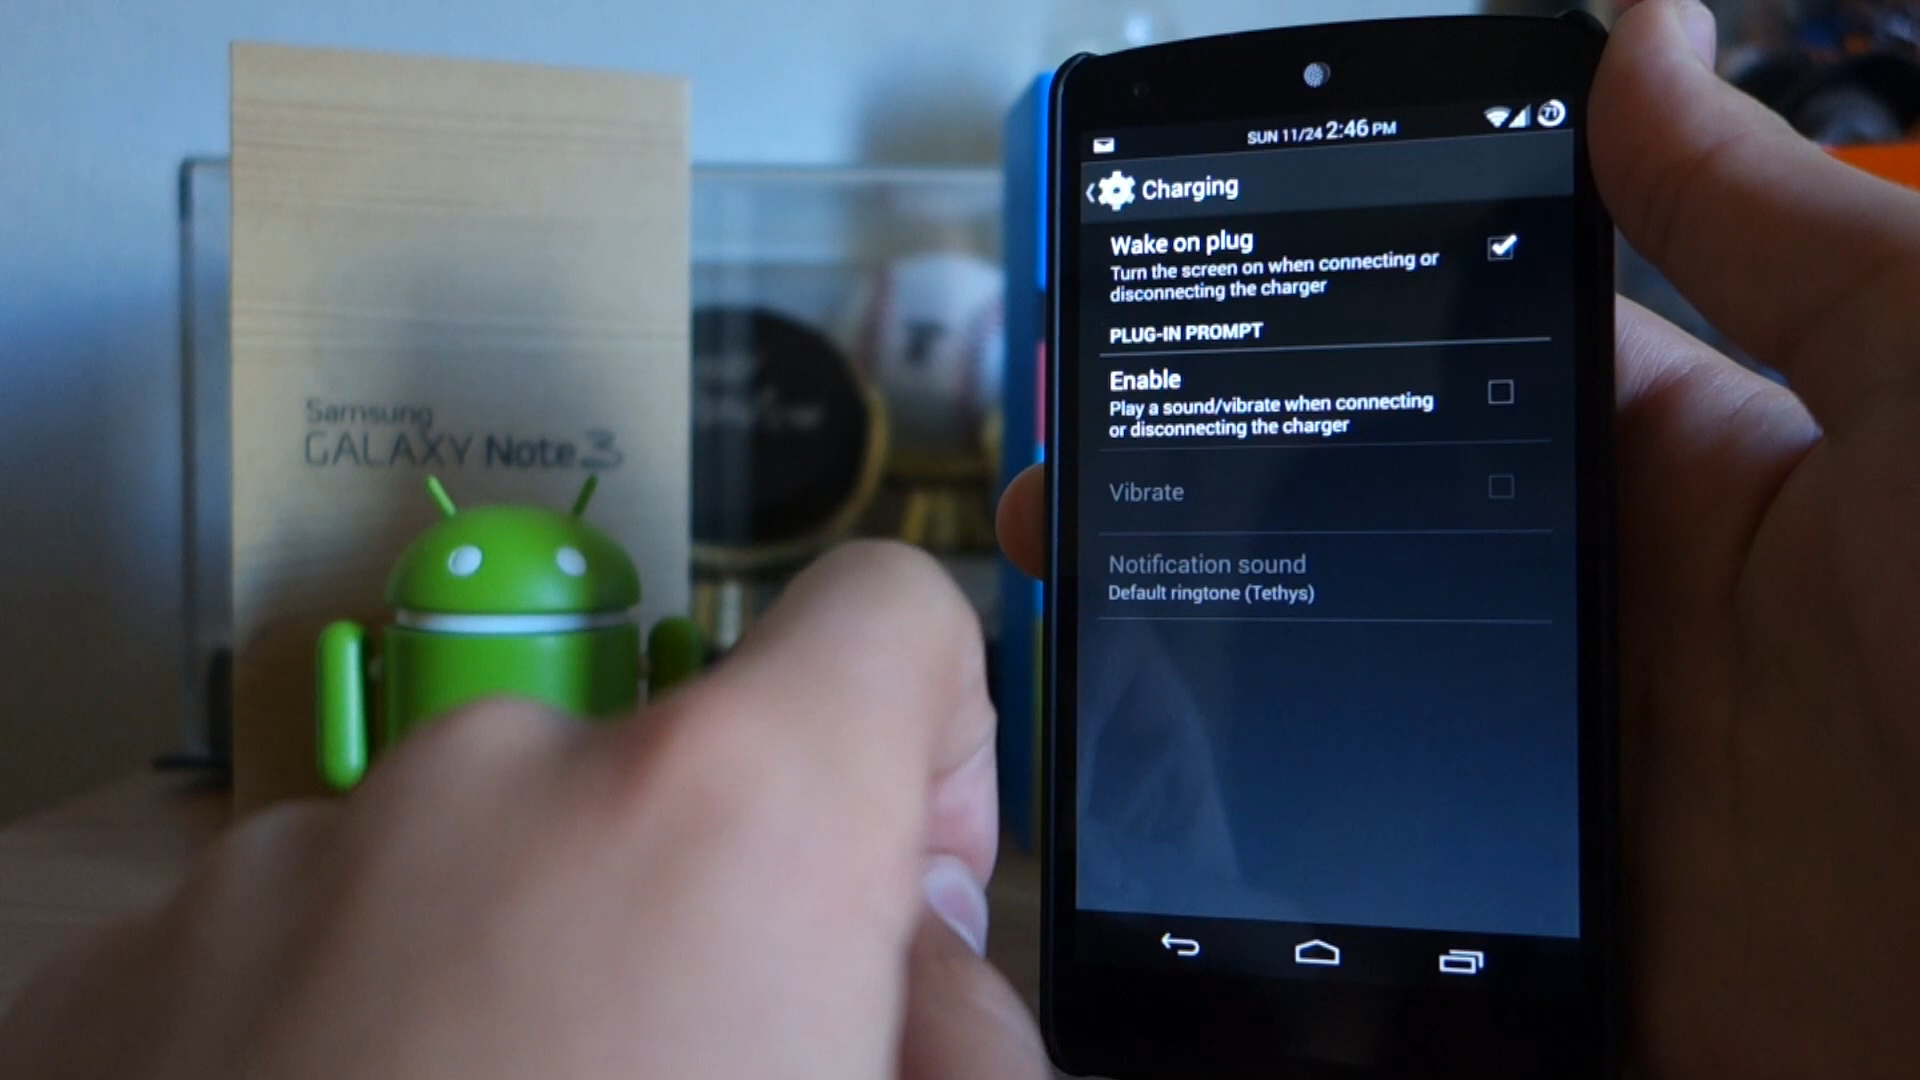 Samsung
GALAXY Note 3
SUN 11/24 2:46 PM
71
Charging
Wake on plug
Turn the screen on when connecting or
disconnecting the charger
PLUG-IN PROMPT
Enable
Play a sound/vibrate when connecting
or disconnecting the charger
Vibrate
Notification sound
Default ringtone (Tethys)